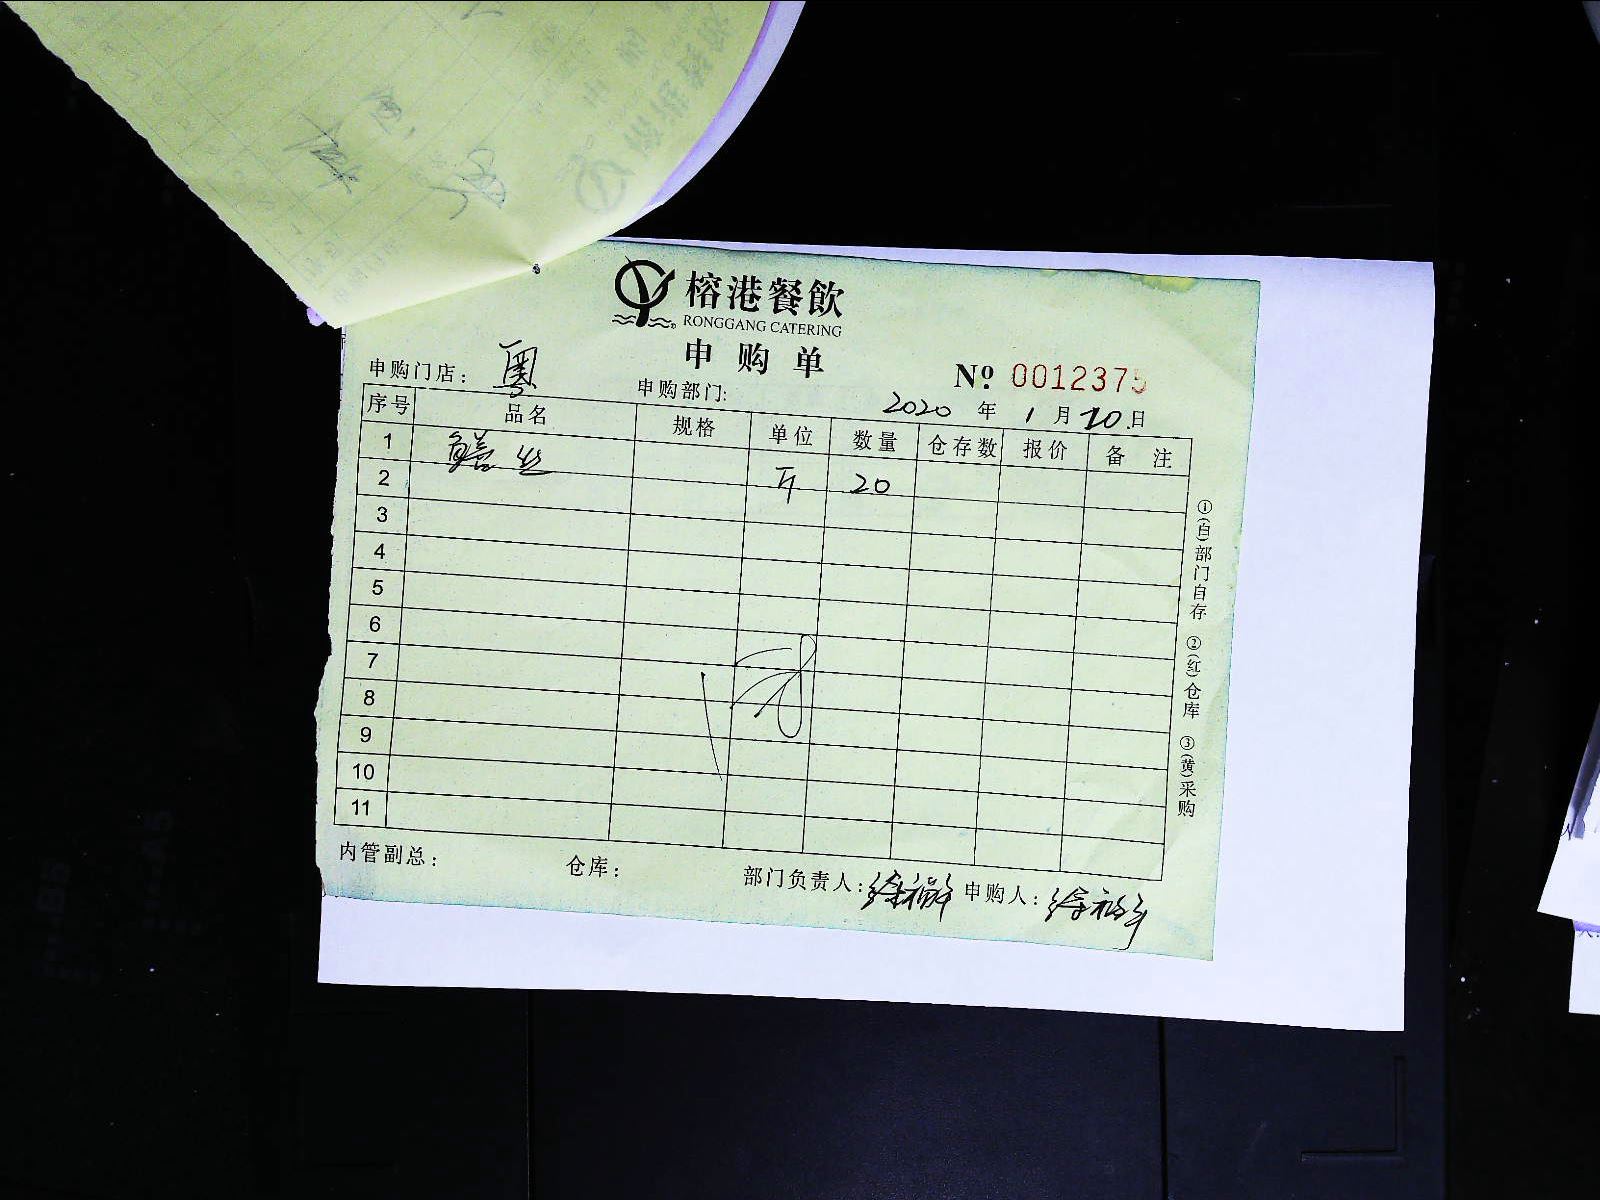 榕港餐飲
RONGGANG CATERING
申购单
申购门店： 粤 申购部门: № 0012375
2020 年 1 月 20 日
序号 品名 规格 单位 数量 仓存数 报价 备注
1 鳝丝 斤 20
2
3
4
5
6
7
8
9
10
11
内管副总： 仓库： 部门负责人： 申购人：
①(白)部门自存 ②(红)仓库 ③(黄)采购